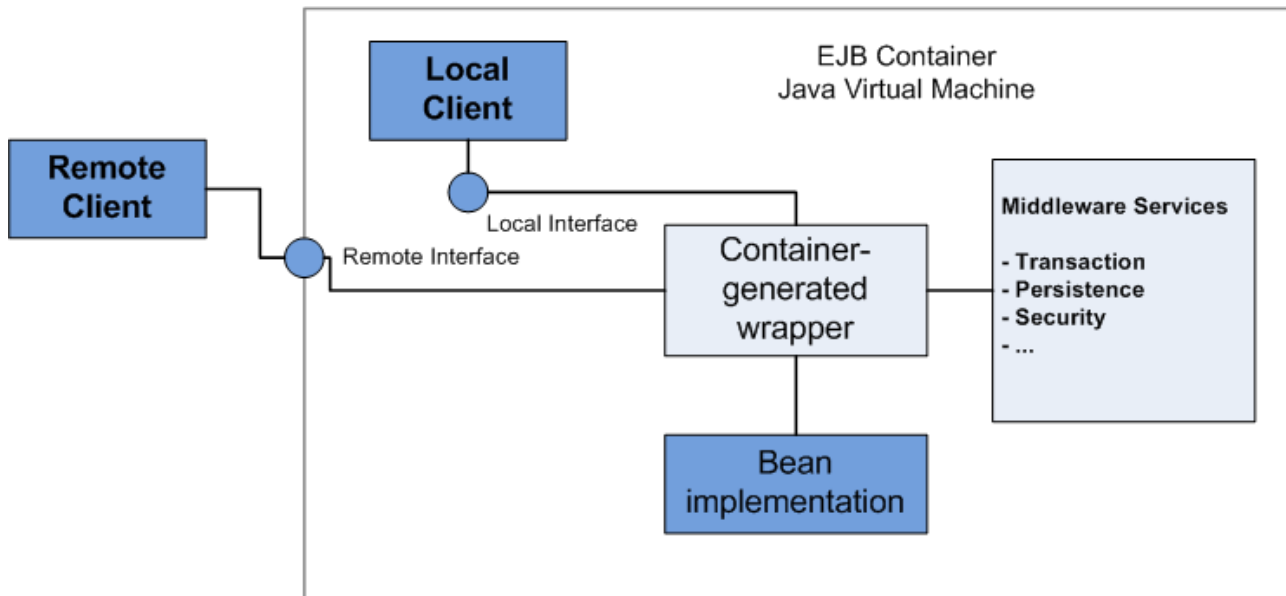 EJB Container
Java Virtual Machine
Local
Client
Remote
Client
Local Interface
Remote Interface
Container-
generated
wrapper
Middleware Services
- Transaction
- Persistence
- Security
- ...
Bean
implementation